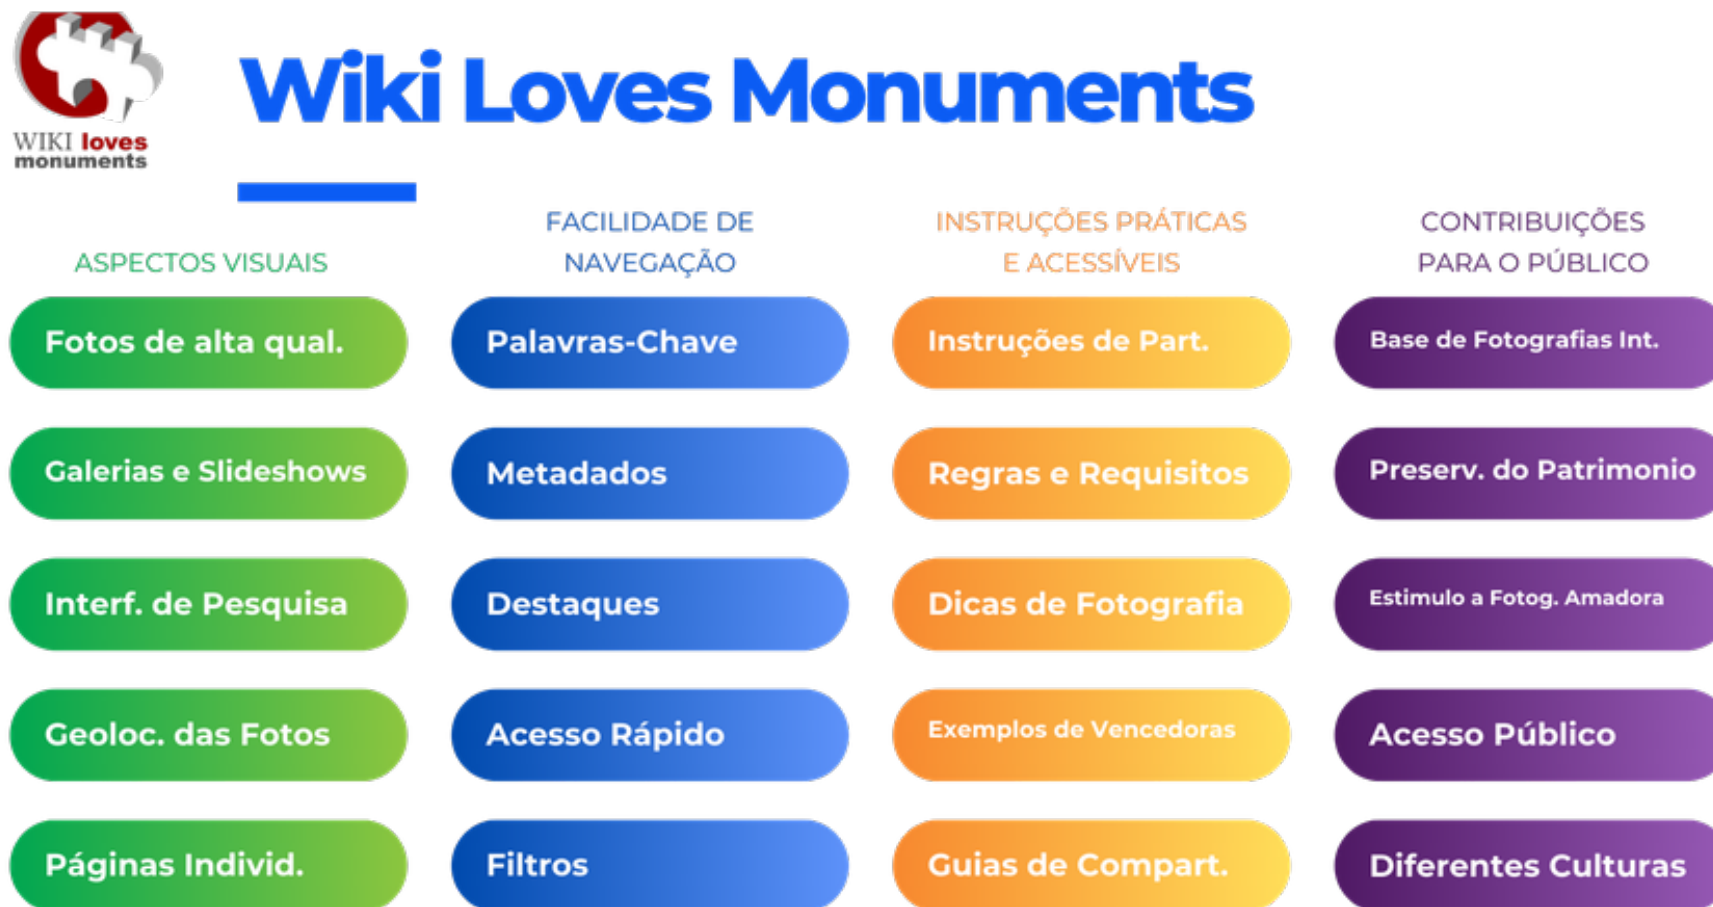 WIKI loves
monuments
Wiki Loves Monuments
ASPECTOS VISUAIS
Fotos de alta qual.
Galerias e Slideshows
Interf. de Pesquisa
Geoloc. das Fotos
Páginas Individ.
FACILIDADE DE
NAVEGAÇÃO
Palavras-Chave
Metadados
Destaques
Acesso Rápido
Filtros
INSTRUÇÕES PRÁTICAS
E ACESSÍVEIS
Instruções de Part.
Regras e Requisitos
Dicas de Fotografia
Exemplos de Vencedoras
Guias de Compart.
CONTRIBUIÇÕES
PARA O PÚBLICO
Base de Fotografias Int.
Preserv. do Patrimonio
Estimulo a Fotog. Amadora
Acesso Público
Diferentes Culturas